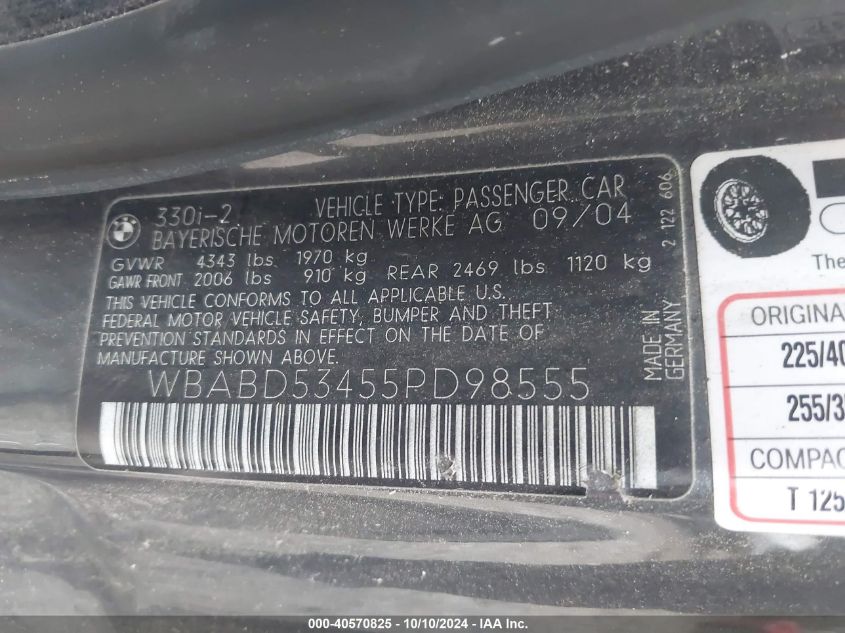 BMW
330i-2 VEHICLE TYPE: PASSENGER CAR
BAYERISCHE MOTOREN WERKE AG 09/04
GVWR 4343 lbs 1970 kg
GAWR FRONT 2006 lbs 910 kg REAR 2469 lbs 1120 kg
THIS VEHICLE CONFORMS TO ALL APPLICABLE U.S.
FEDERAL MOTOR VEHICLE SAFETY, BUMPER AND THEFT
PREVENTION STANDARDS IN EFFECT ON THE DATE OF
MANUFACTURE SHOWN ABOVE.
WBABD53455PD98555
MADE IN
GERMANY
2 122 606
The
ORIGINA
225/40
255/3
COMPAC
T 125
000-40570825 - 10/10/2024 - IAA Inc.